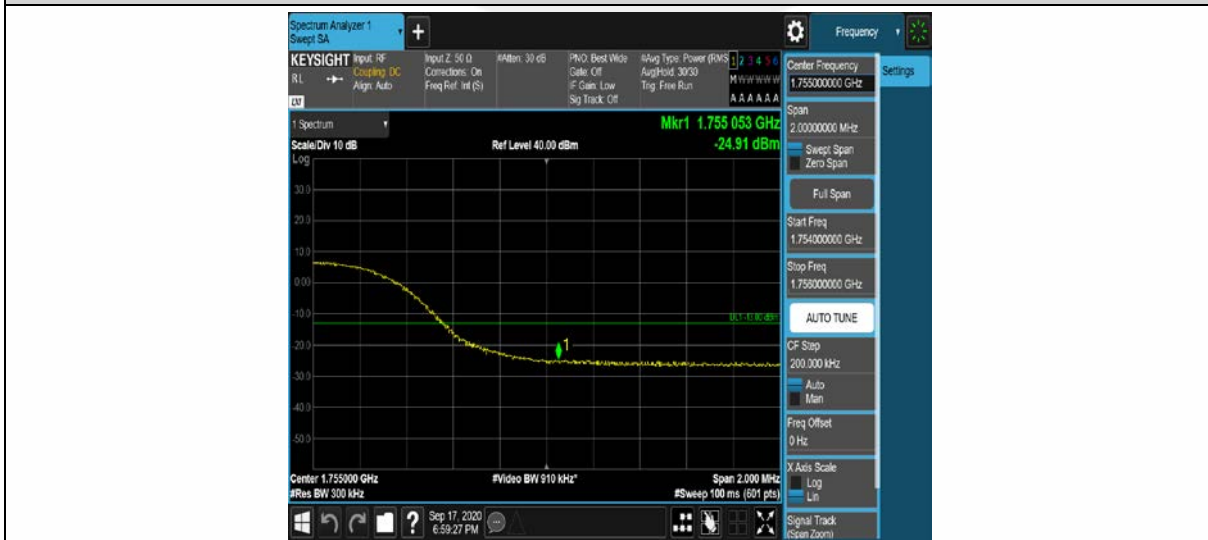 Spectrum Analyzer 1
Swept SA
+
Frequency
KEYSIGHT
RL
Input: RF
Coupling: DC
Align: Auto
Input Z: 50 Ω
Corrections: On
Freq Ref: Int (S)
#Atten: 30 dB
PNO: Best Wide
Gate: Off
IF Gain: Low
Sig Track: Off
#Avg Type: Power (RMS
Avg|Hold: 30/30
Trig: Free Run
1 2 3 4 5 6
M W W W W W
A A A A A A
1 Spectrum
Scale/Div 10 dB
Ref Level 40.00 dBm
Mkr1 1.755 053 GHz
-24.91 dBm
Log
30.0
20.0
10.0
0.00
-10.0
-20.0
-30.0
-40.0
-50.0
1
Center 1.755000 GHz
#Res BW 300 kHz
#Video BW 910 kHz*
Span 2.000 MHz
#Sweep 100 ms (601 pts)
?
Sep 17, 2020
6:59:27 PM
Center Frequency
1.755000000 GHz
Settings
Span
2.00000000 MHz
Swept Span
Zero Span
Full Span
Start Freq
1.754000000 GHz
Stop Freq
1.756000000 GHz
AUTO TUNE
CF Step
200.000 kHz
Auto
Man
Freq Offset
0 Hz
X Axis Scale
Log
Lin
Signal Track
(Span Zoom)